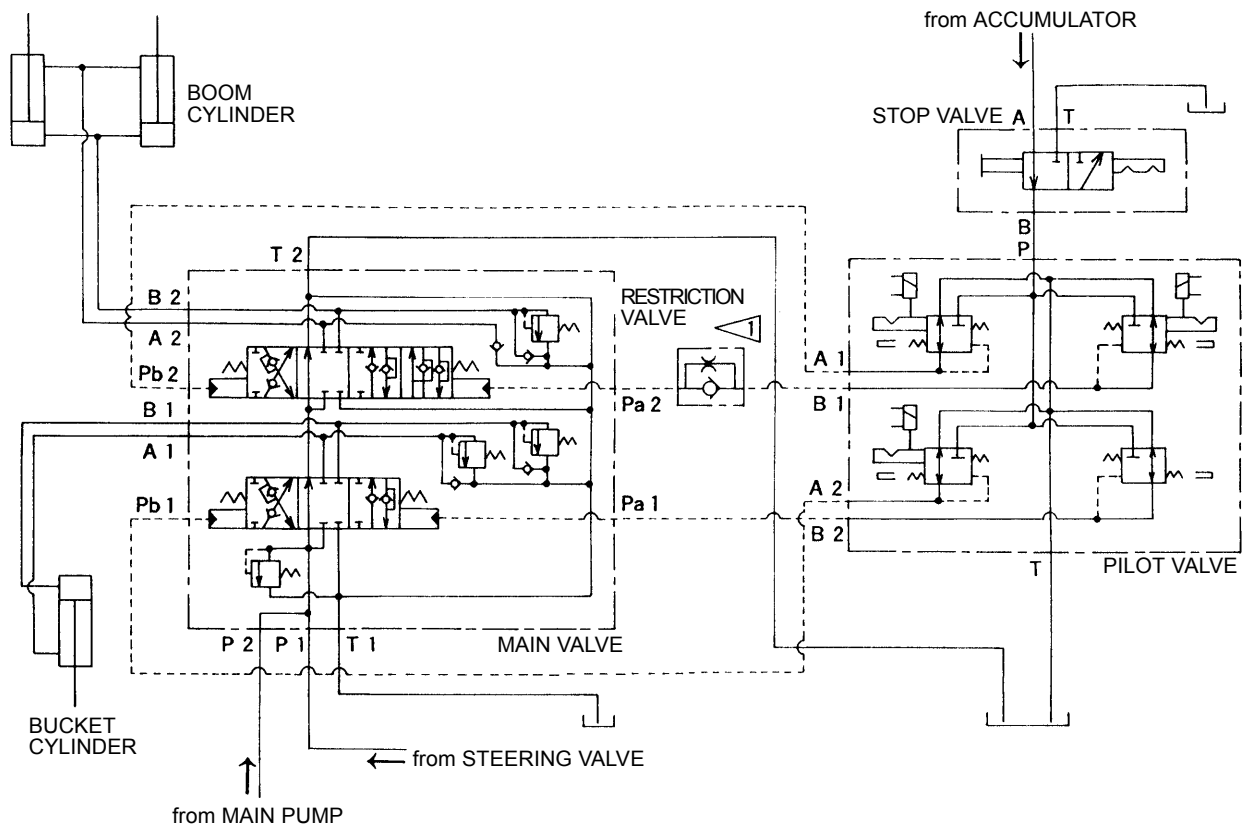 from ACCUMULATOR
BOOM
CYLINDER
STOP VALVE
A
T
B
P
T 2
B 2
A 2
Pb 2
B 1
A 1
Pb 1
RESTRICTION
VALVE
1
Pa 2
Pa 1
A 1
B 1
A 2
B 2
T
PILOT VALVE
P 2
P 1
T 1
MAIN VALVE
BUCKET
CYLINDER
from STEERING VALVE
from MAIN PUMP